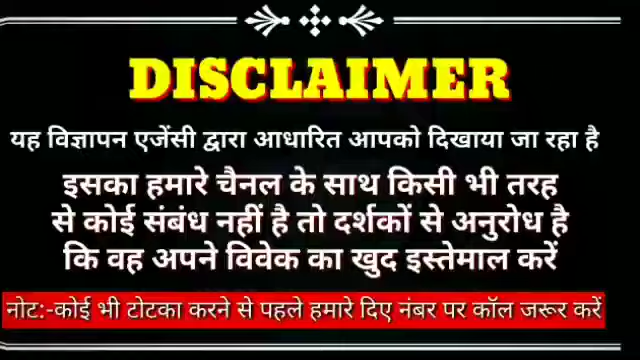 DISCLAIMER
यह विज्ञापन एजेंसी द्वारा आधारित आपको दिखाया जा रहा है
इसका हमारे चैनल के साथ किसी भी तरह
से कोई संबंध नहीं है तो दर्शकों से अनुरोध है
कि वह अपने विवेक का खुद इस्तेमाल करें
नोट:-कोई भी टोटका करने से पहले हमारे दिए नंबर पर कॉल जरूर करें